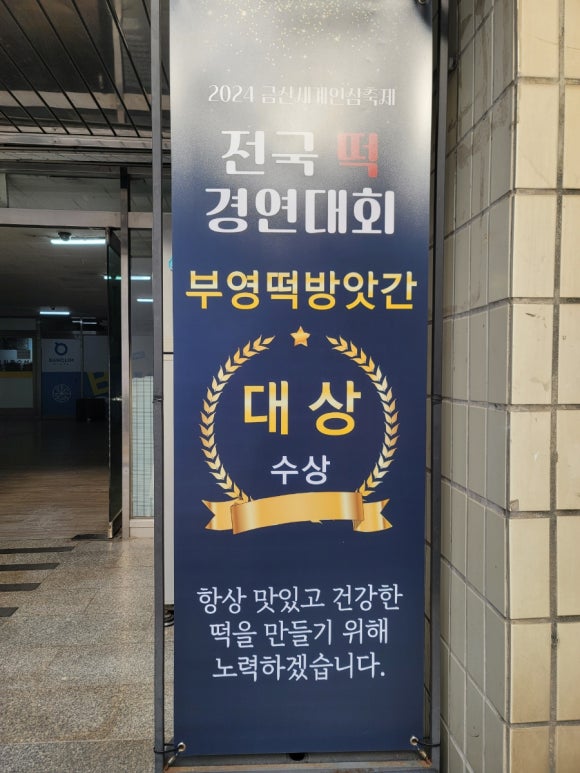 2024 금산세계인삼축제
전국 떡
경연대회
부영떡방앗간
대상
수상
항상 맛있고 건강한
떡을 만들기 위해
노력하겠습니다.